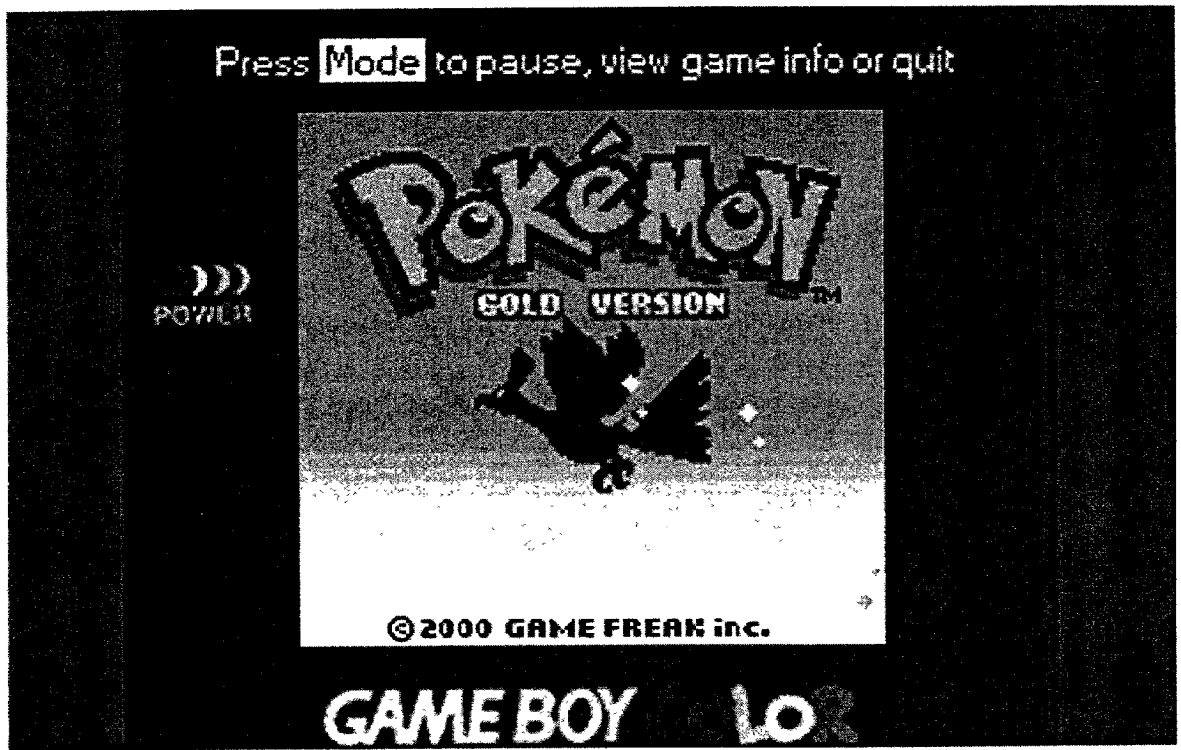 Press Mode to pause, view game info or quit
POKéMON
TM
GOLD VERSION
POWER
©2000 GAME FREAK inc.
GAME BOY COLOR